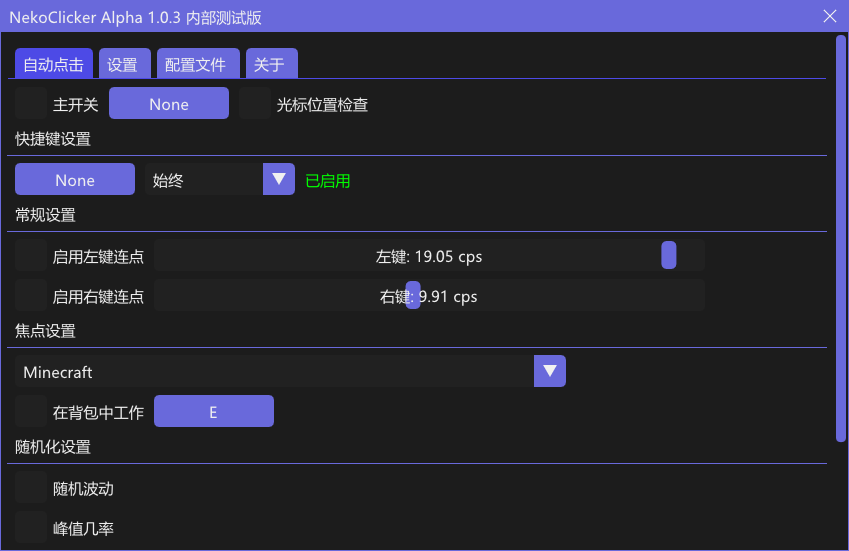 NekoClicker Alpha 1.0.3 内部测试版
自动点击 设置 配置文件 关于
主开关 None 光标位置检查
快捷键设置
None 始终 已启用
常规设置
启用左键连点 左键: 19.05 cps
启用右键连点 右键: 9.91 cps
焦点设置
Minecraft
在背包中工作 E
随机化设置
随机波动
峰值几率